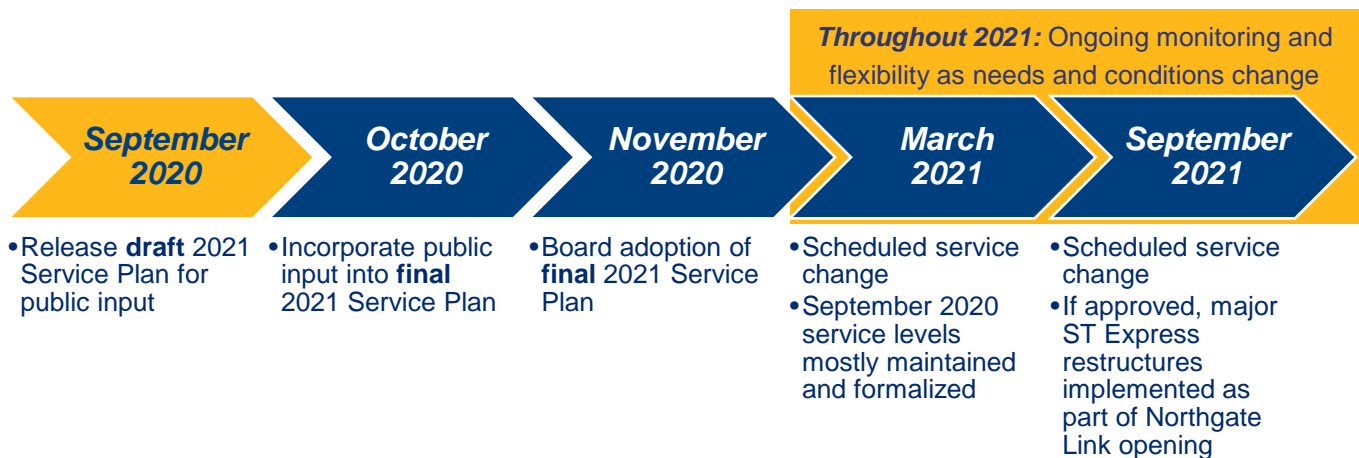 Throughout 2021: Ongoing monitoring and
flexibility as needs and conditions change
September
2020
October
2020
November
2020
March
2021
September
2021
•Release draft 2021
Service Plan for
public input
•Incorporate public
input into final
2021 Service Plan
•Board adoption of
final 2021 Service
Plan
•Scheduled service
change
•September 2020
service levels
mostly maintained
and formalized
•Scheduled service
change
•If approved, major
ST Express
restructures
implemented as
part of Northgate
Link opening